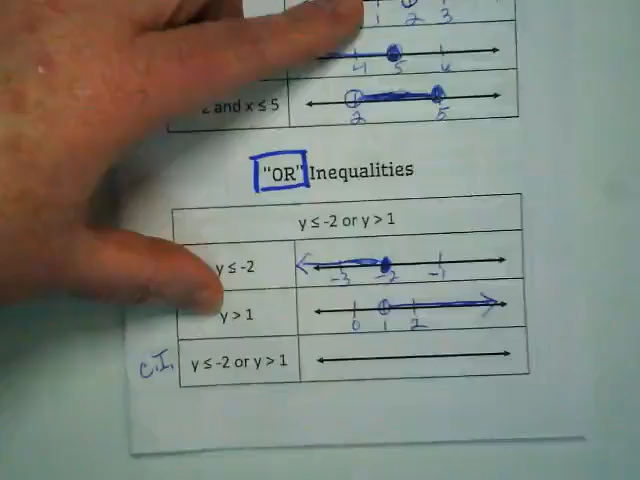 1 2 3
4 5 6
2 and x ≤ 5
2 5
"OR" Inequalities
y ≤ -2 or y > 1
y ≤ -2
-3 -2 -1
y > 1
0 1 2
C.I. y ≤ -2 or y > 1